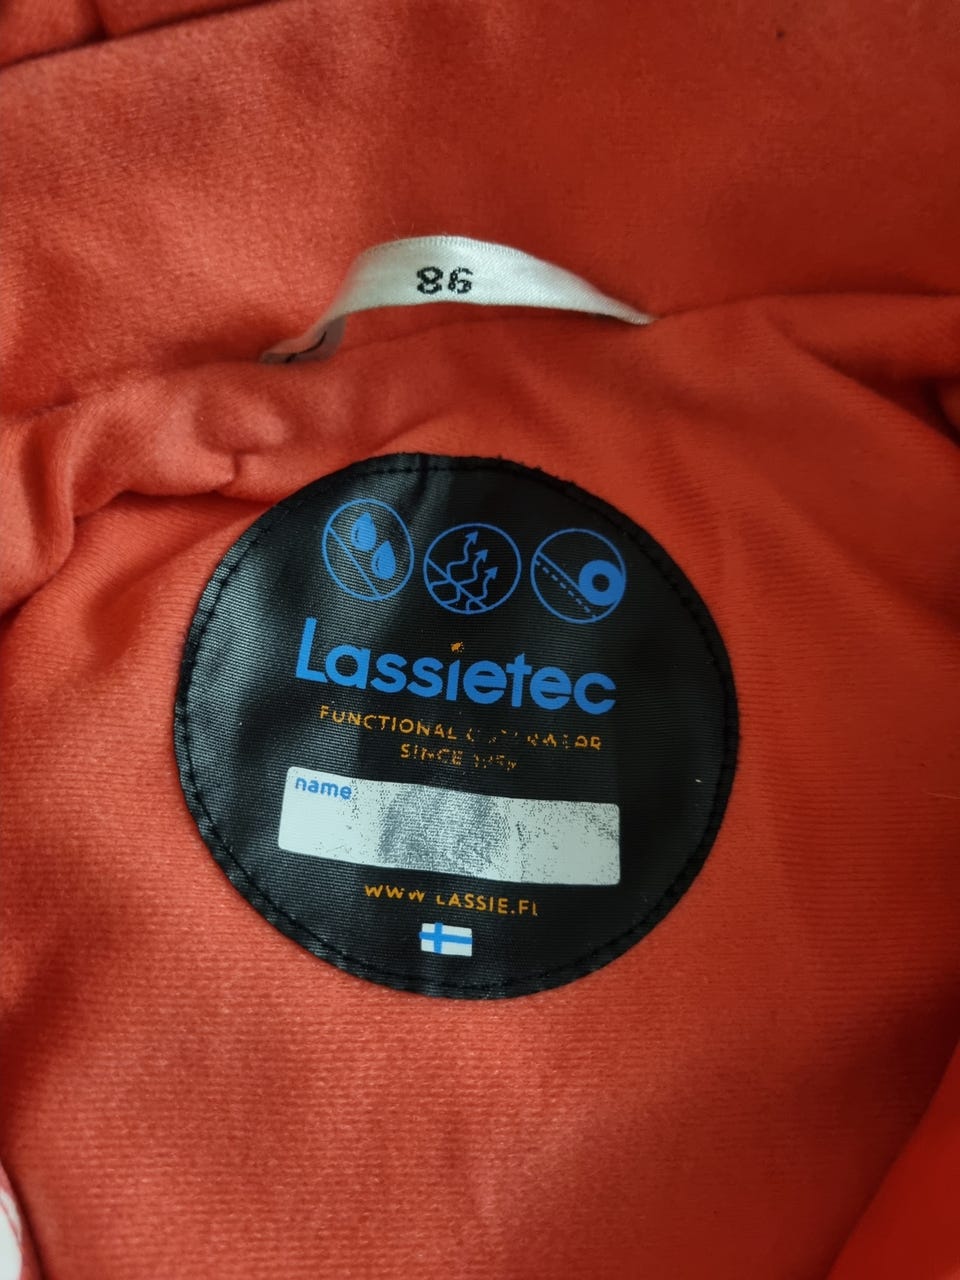 86
Lassietec
FUNCTIONAL
SINCE
name
WWW LASSIE.FI